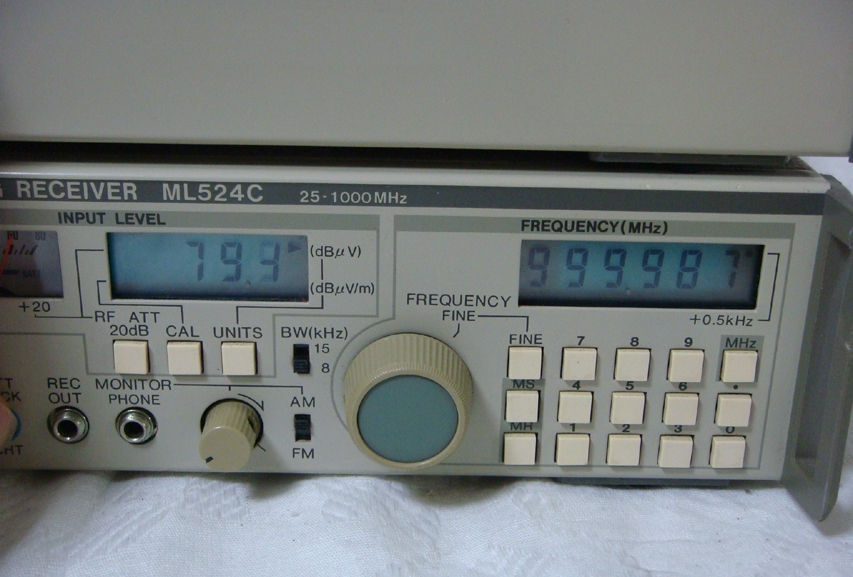 RECEIVER ML524C 25-1000MHz
INPUT LEVEL
FREQUENCY(MHz)
79.9
(dBμV)
999.987
(dBμV/m)
+20
RF ATT
20dB
CAL
UNITS
BW(kHz)
15
8
FREQUENCY
FINE
+0.5kHz
FINE
7
8
9
MHz
REC
OUT
MONITOR
PHONE
AM
FM
MS
4
5
6
•
MR
1
2
3
0